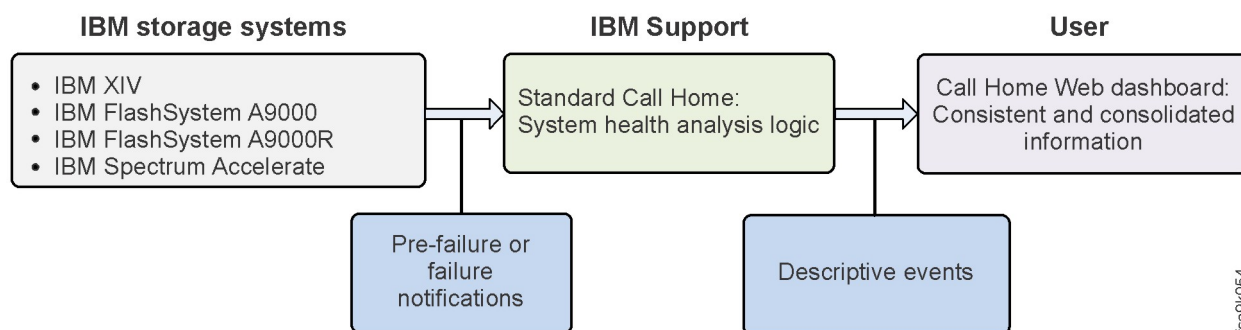 IBM storage systems
IBM Support
User
• IBM XIV
• IBM FlashSystem A9000
• IBM FlashSystem A9000R
• IBM Spectrum Accelerate
Standard Call Home:
System health analysis logic
Call Home Web dashboard:
Consistent and consolidated
information
Pre-failure or
failure
notifications
Descriptive events